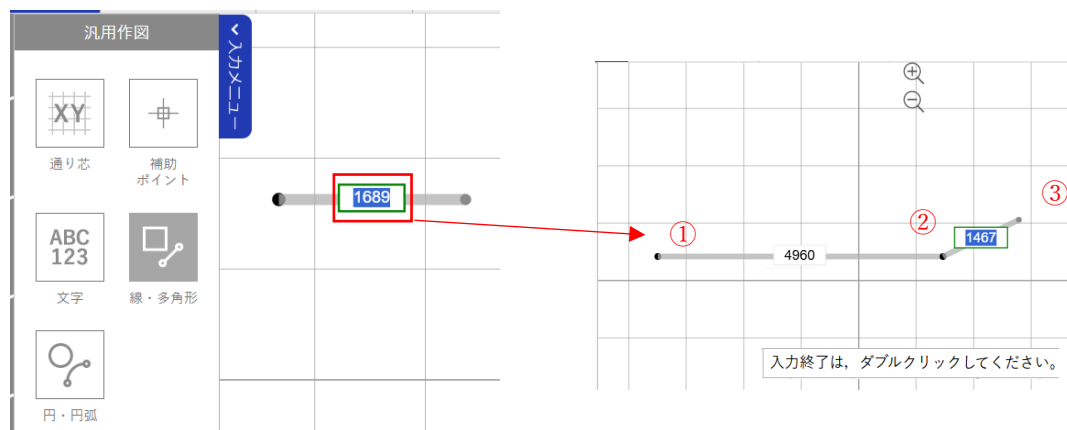 汎用作図
く入力メニュー
XY
通り芯
補助
ポイント
ABC
123
文字
線・多角形
円・円弧
1689
①
②
③
4960
1467
入力終了は，ダブルクリックしてください。